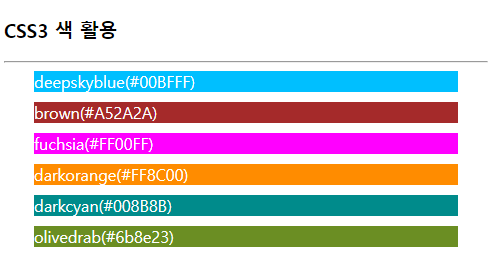 CSS3 색 활용
deepskyblue(#00BFFF)
brown(#A52A2A)
fuchsia(#FF00FF)
darkorange(#FF8C00)
darkcyan(#008B8B)
olivedrab(#6b8e23)